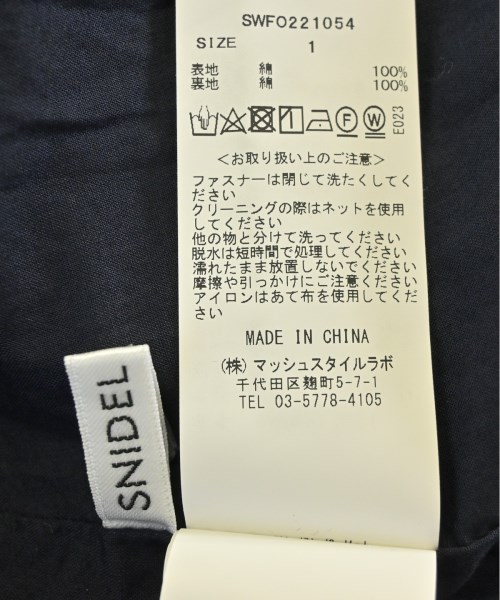 SWFO221054
SIZE 1
表地 綿 100%
裏地 綿 100%
F W E023
<お取り扱い上のご注意>
ファスナーは閉じて洗たくしてく
ださい
クリーニングの際はネットを使用
してください
他の物と分けて洗ってください
脱水は短時間で処理してください
濡れたまま放置しないでください
摩擦や引っかけにご注意ください
アイロンはあて布を使用してくだ
さい
MADE IN CHINA
(株) マッシュスタイルラボ
千代田区麹町5-7-1
TEL 03-5778-4105
SNIDEL